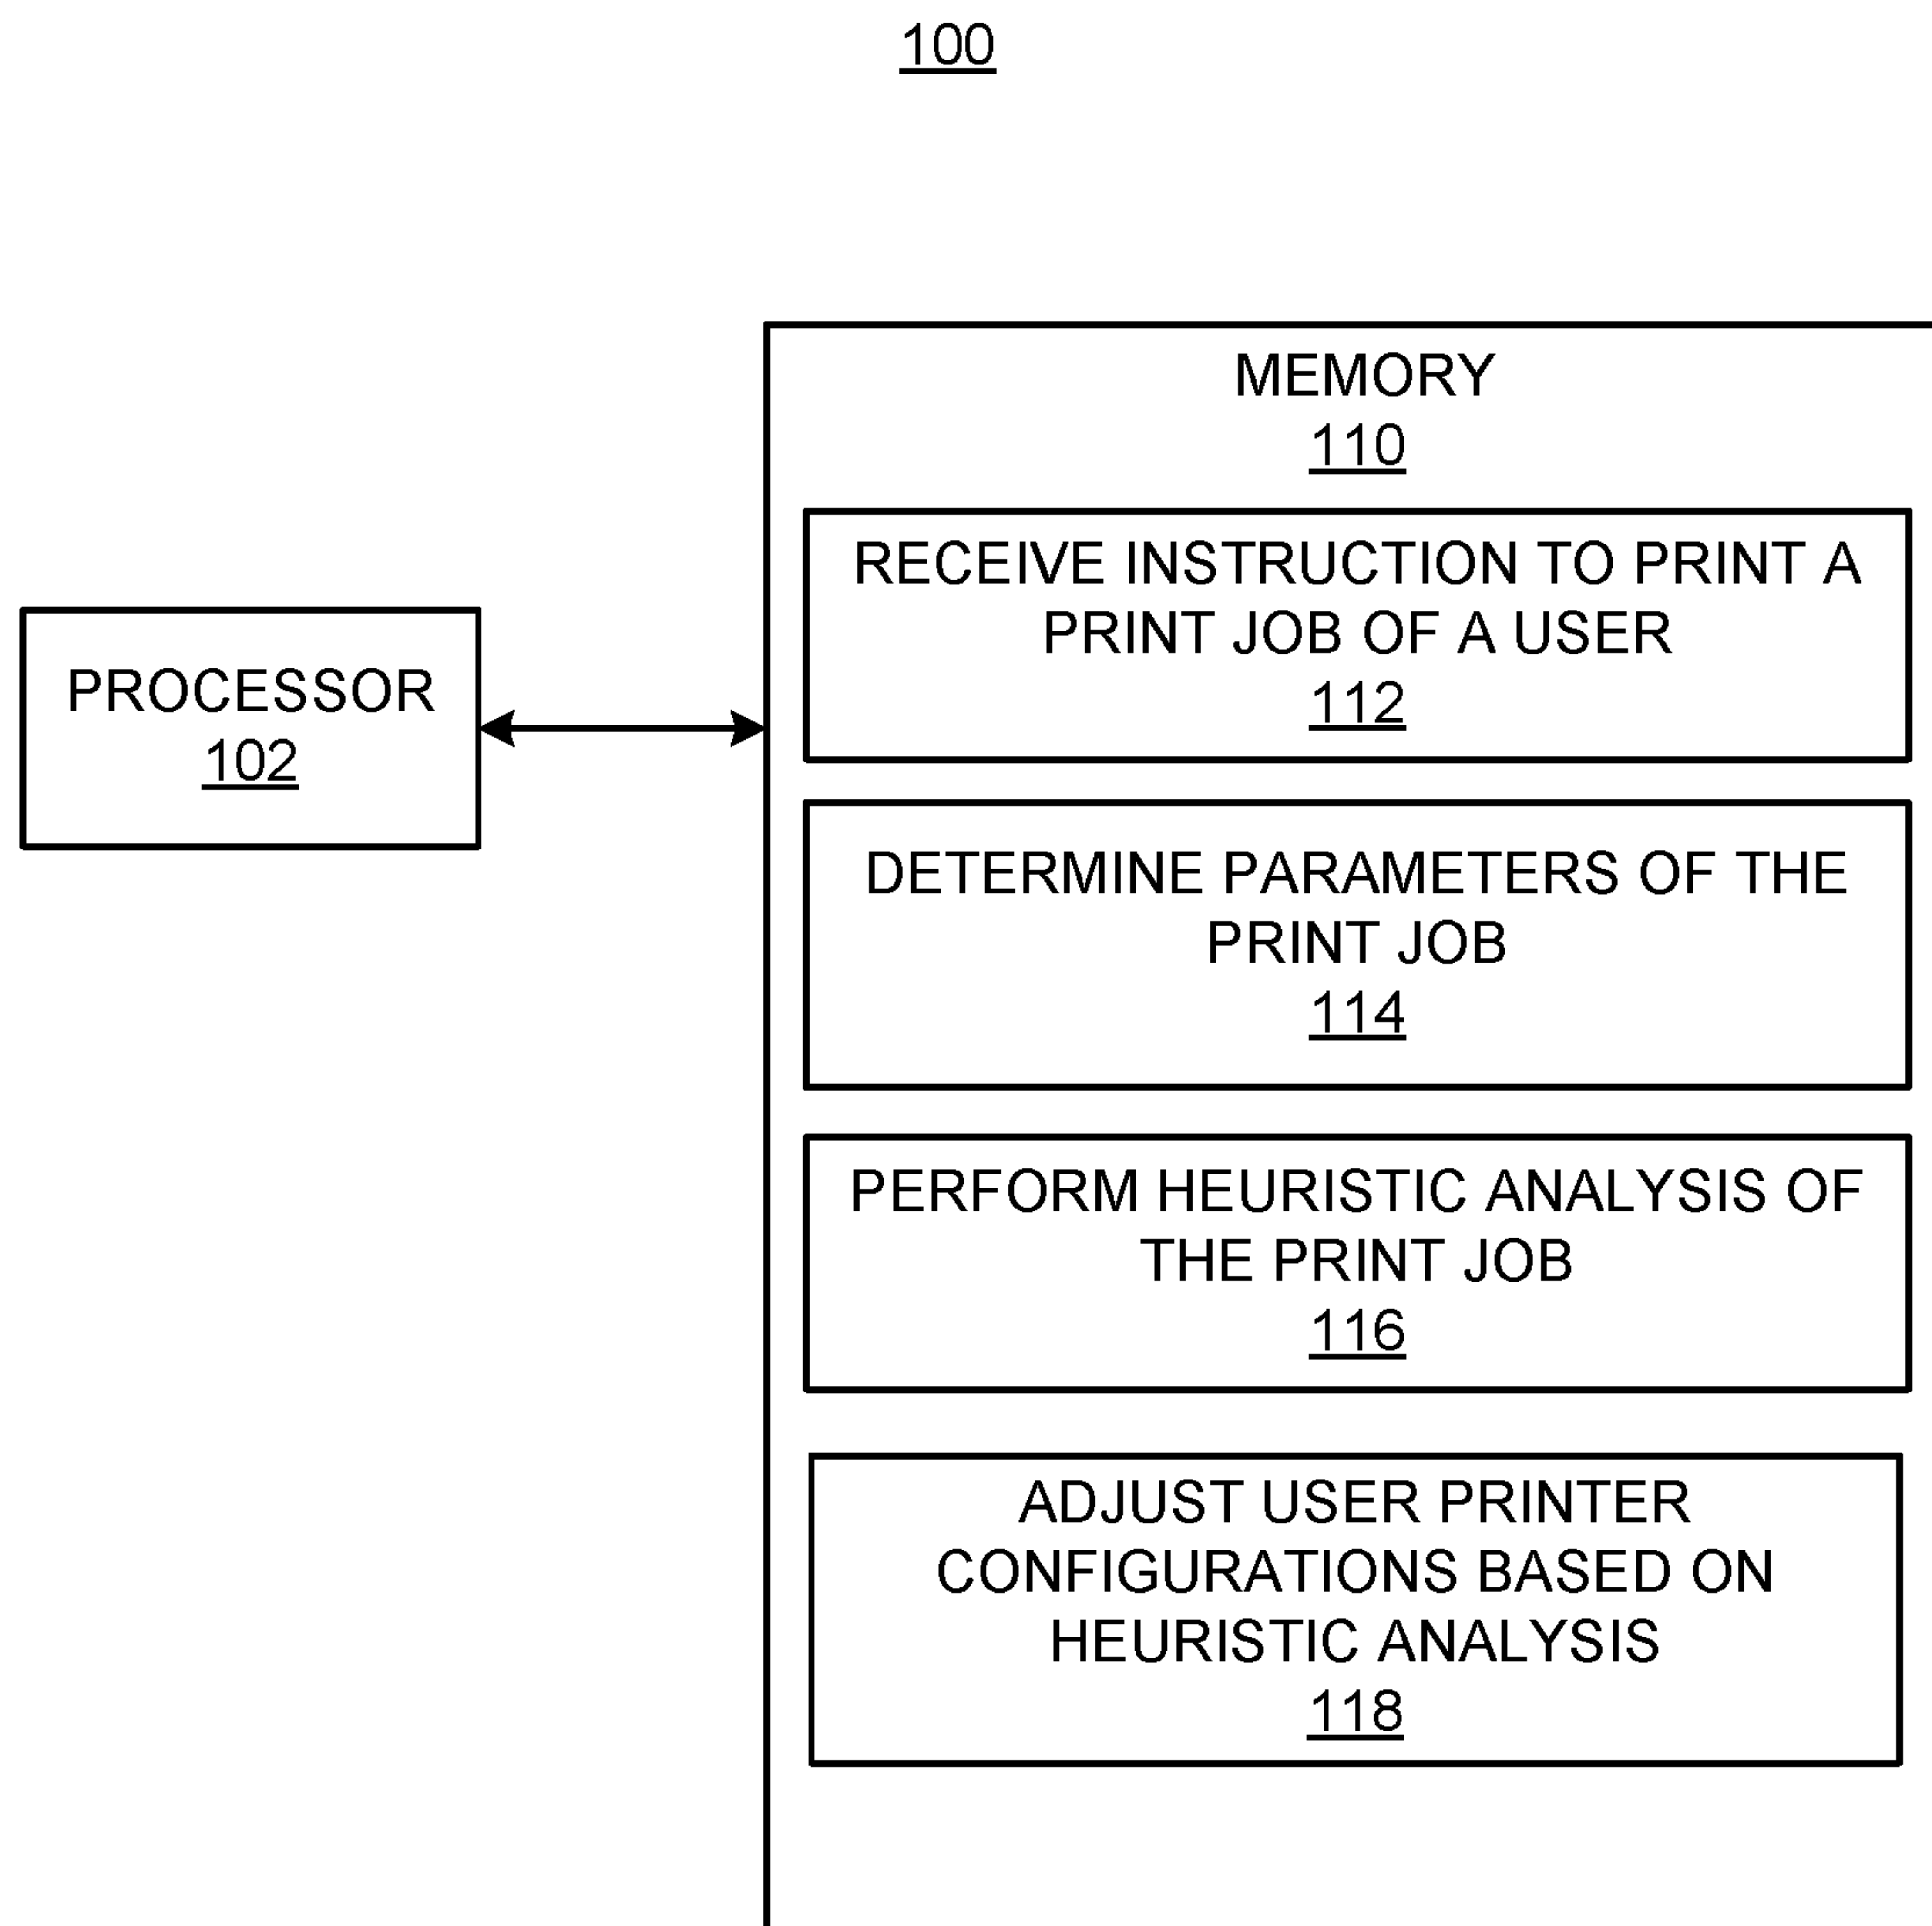 100
MEMORY
110
RECEIVE INSTRUCTION TO PRINT A
PRINT JOB OF A USER
112
PROCESSOR
102
DETERMINE PARAMETERS OF THE
PRINT JOB
114
PERFORM HEURISTIC ANALYSIS OF
THE PRINT JOB
116
ADJUST USER PRINTER
CONFIGURATIONS BASED ON
HEURISTIC ANALYSIS
118